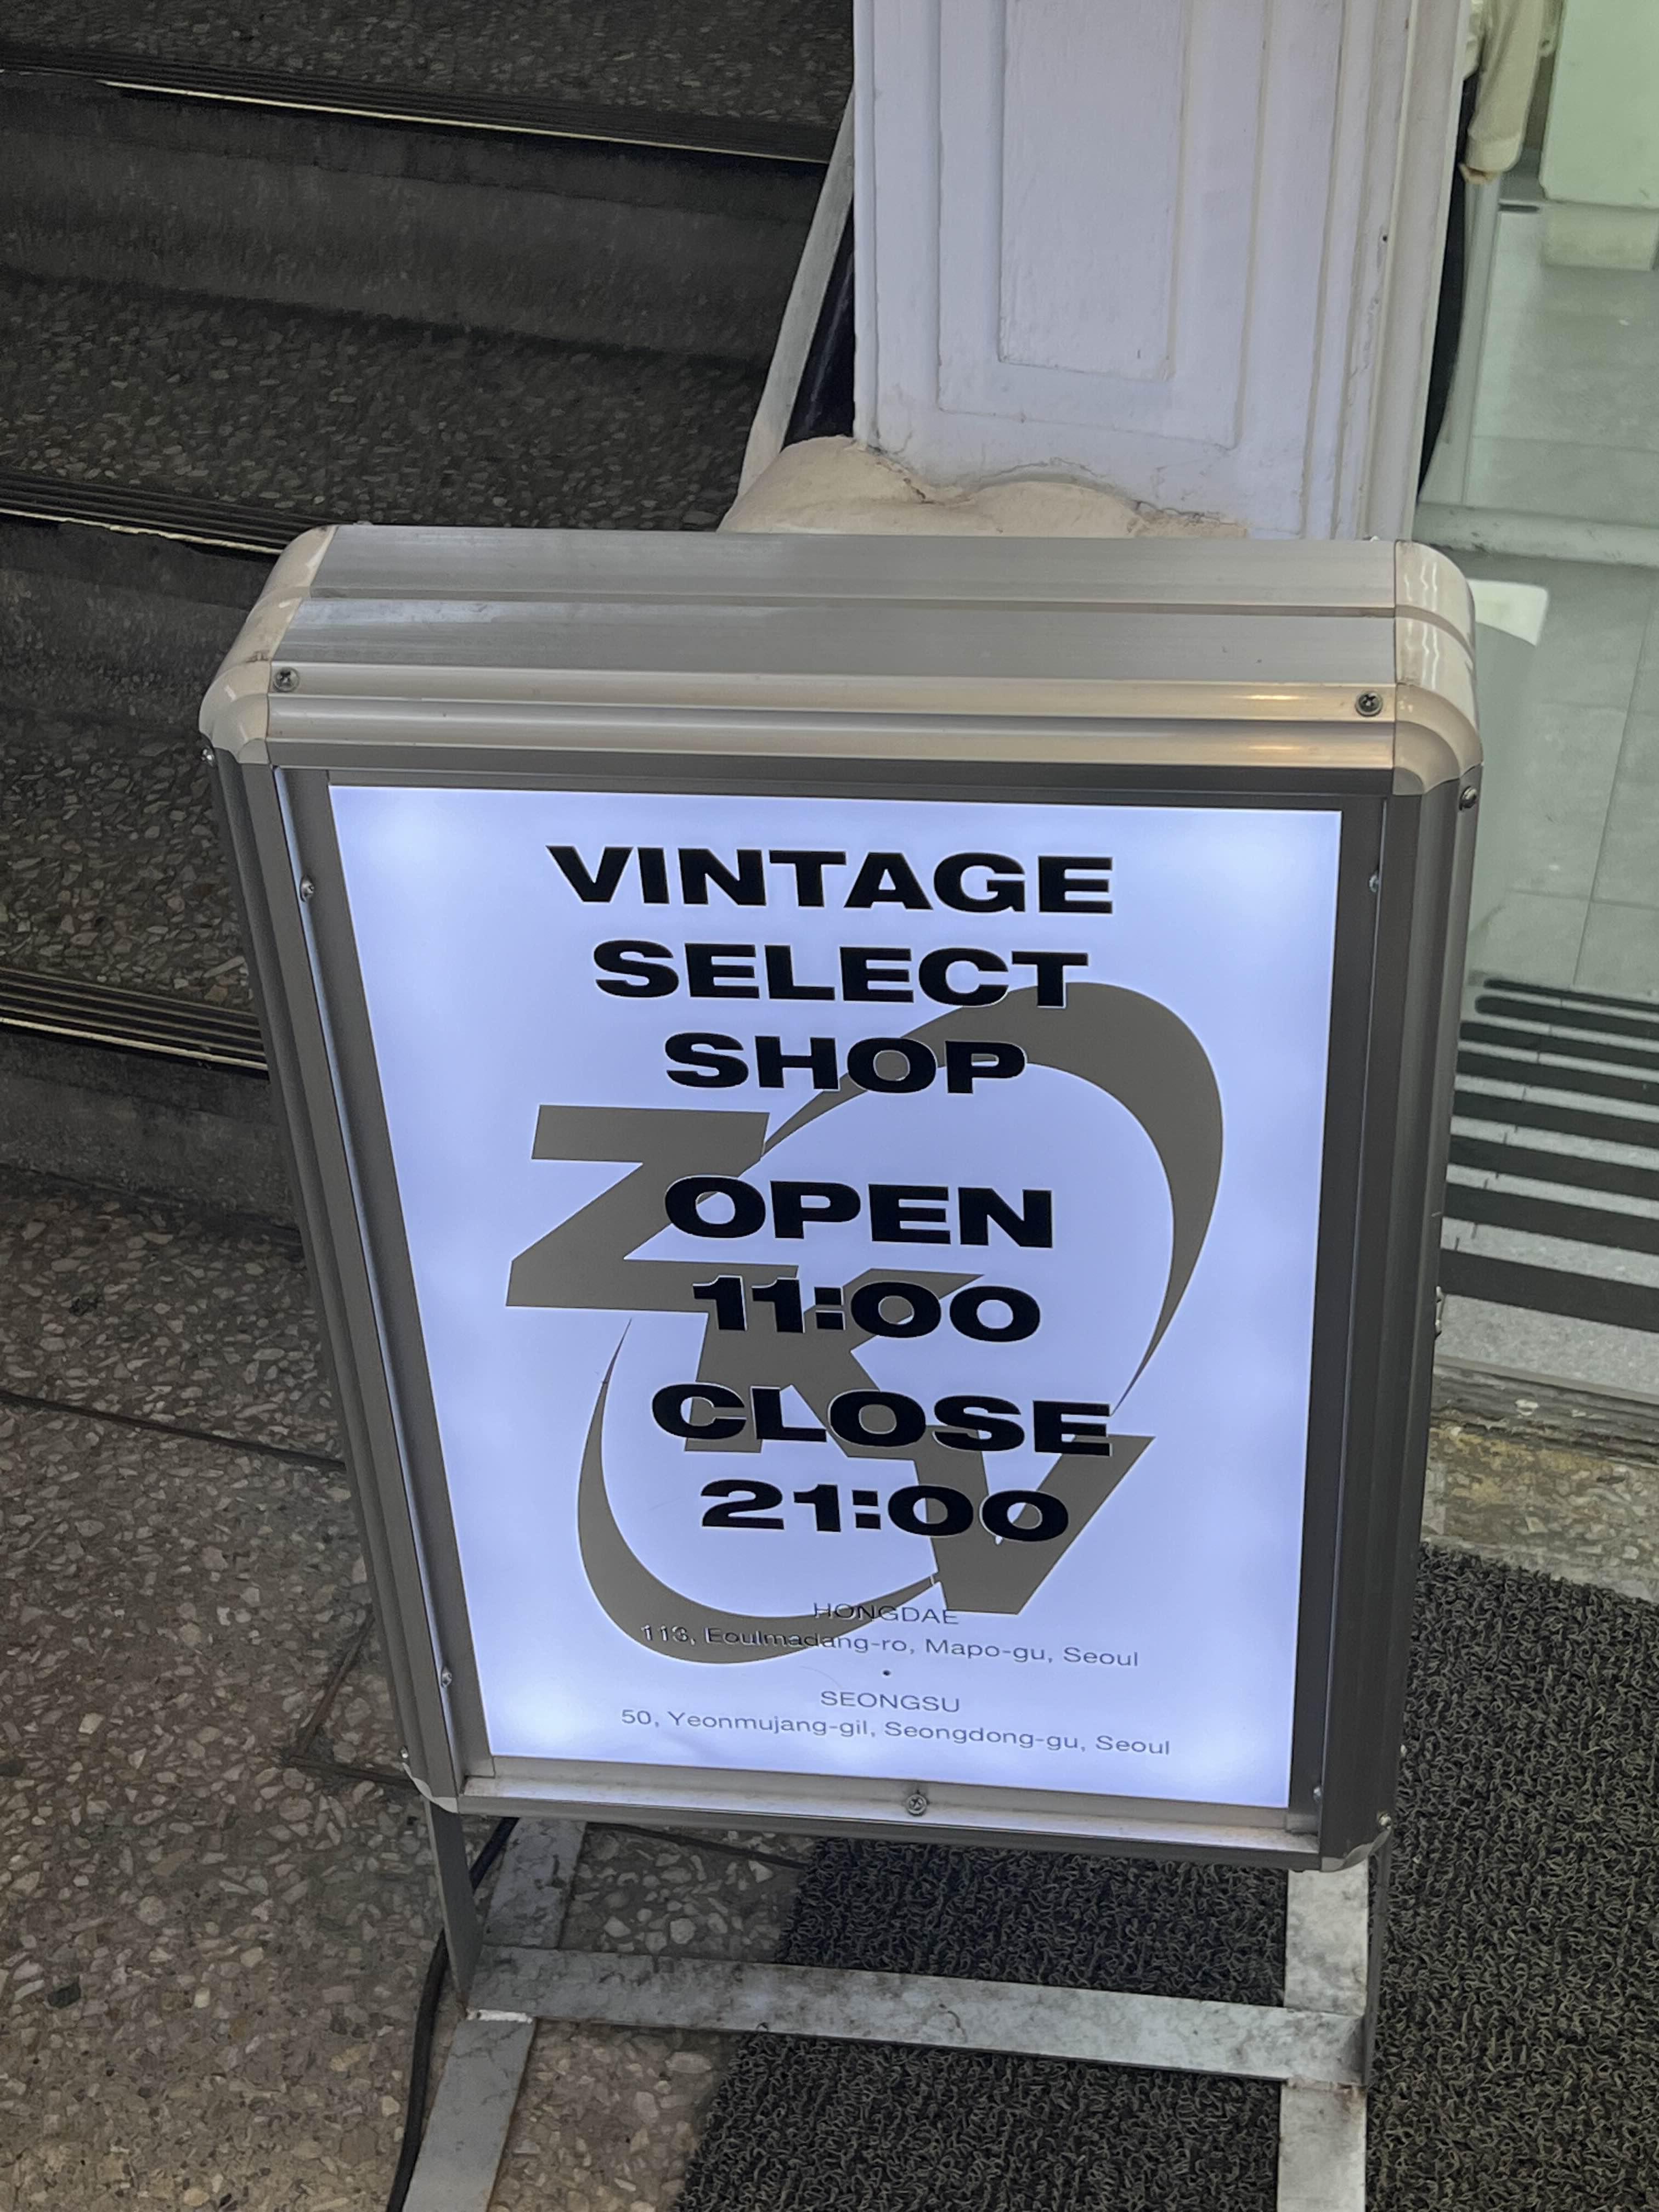 VINTAGE
SELECT
SHOP
ZKV
OPEN
11:00
CLOSE
21:00
HONGDAE
113, Eoulmadang-ro, Mapo-gu, Seoul
SEONGSU
50, Yeonmujang-gil, Seongdong-gu, Seoul